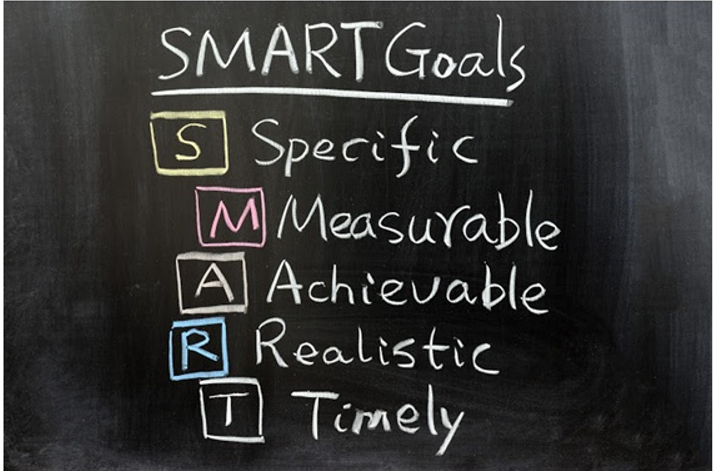 SMART Goals
S Specific
M Measurable
A Achievable
R Realistic
T Timely